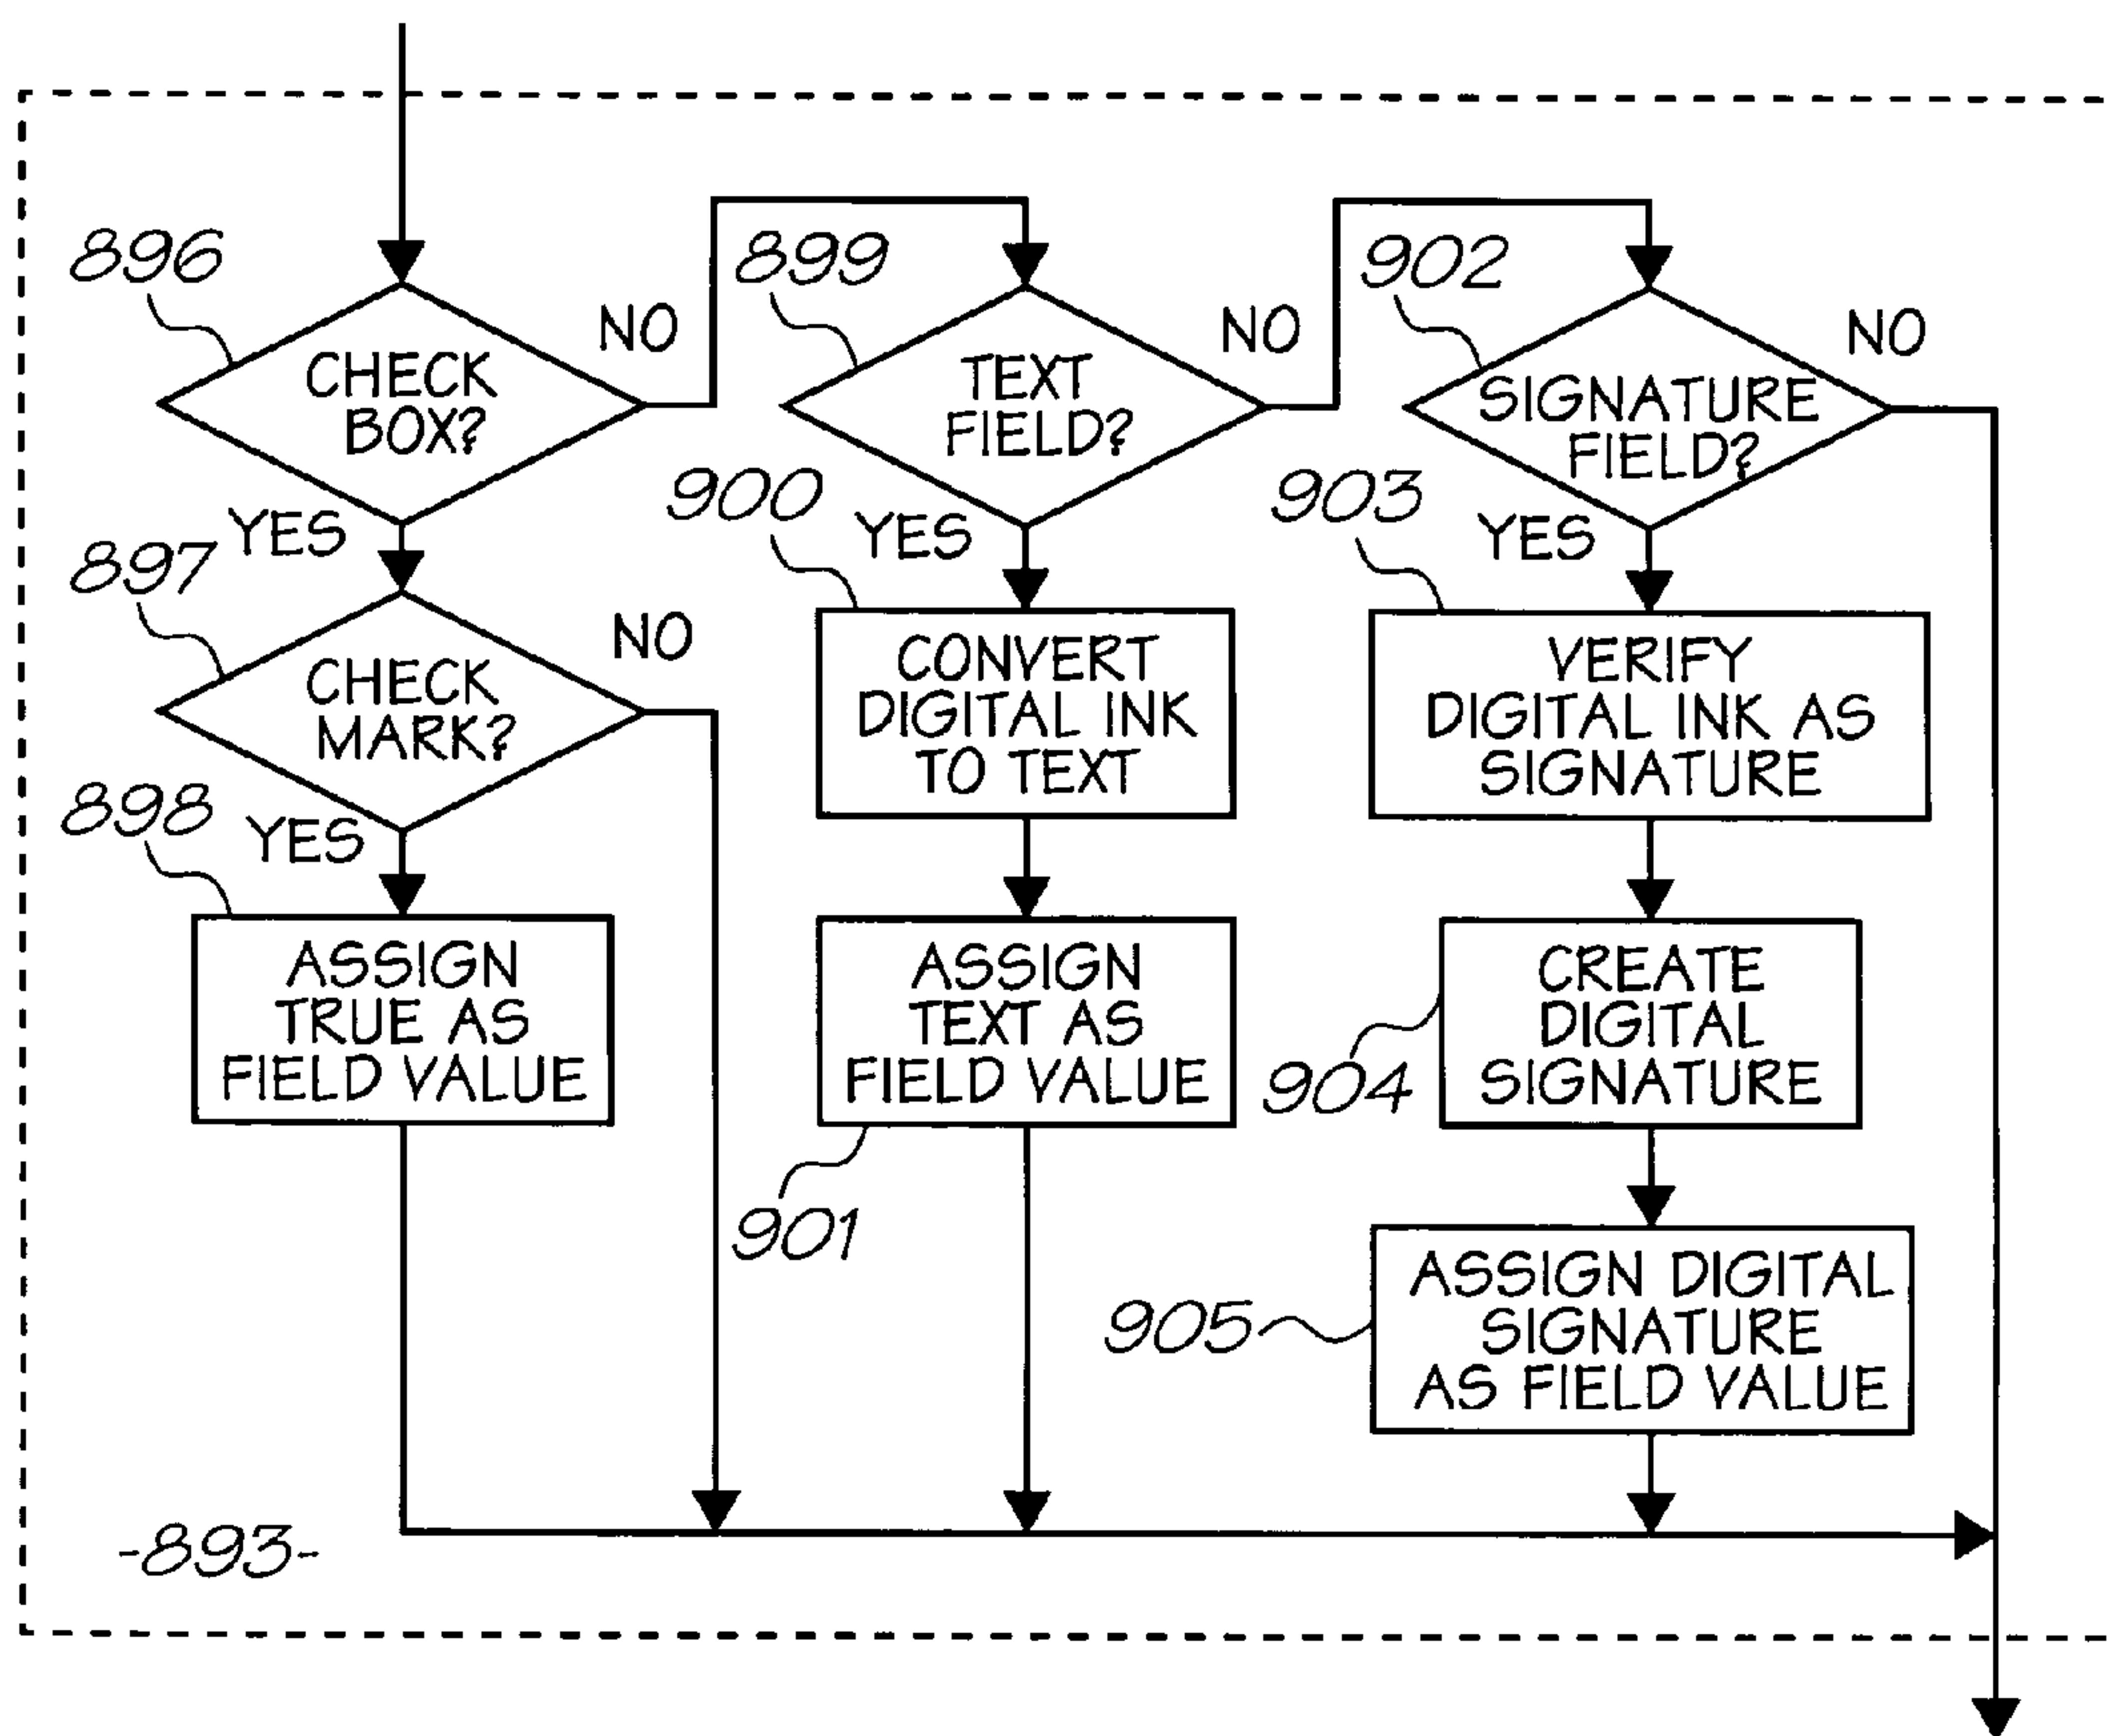 896
CHECK
BOX?
NO
YES
897
CHECK
MARK?
NO
YES
898
ASSIGN
TRUE AS
FIELD VALUE
899
TEXT
FIELD?
NO
YES
900
CONVERT
DIGITAL INK
TO TEXT
ASSIGN
TEXT AS
FIELD VALUE
901
902
SIGNATURE
FIELD?
NO
YES
903
VERIFY
DIGITAL INK AS
SIGNATURE
CREATE
DIGITAL
SIGNATURE
904
ASSIGN DIGITAL
SIGNATURE
AS FIELD VALUE
905
-893-